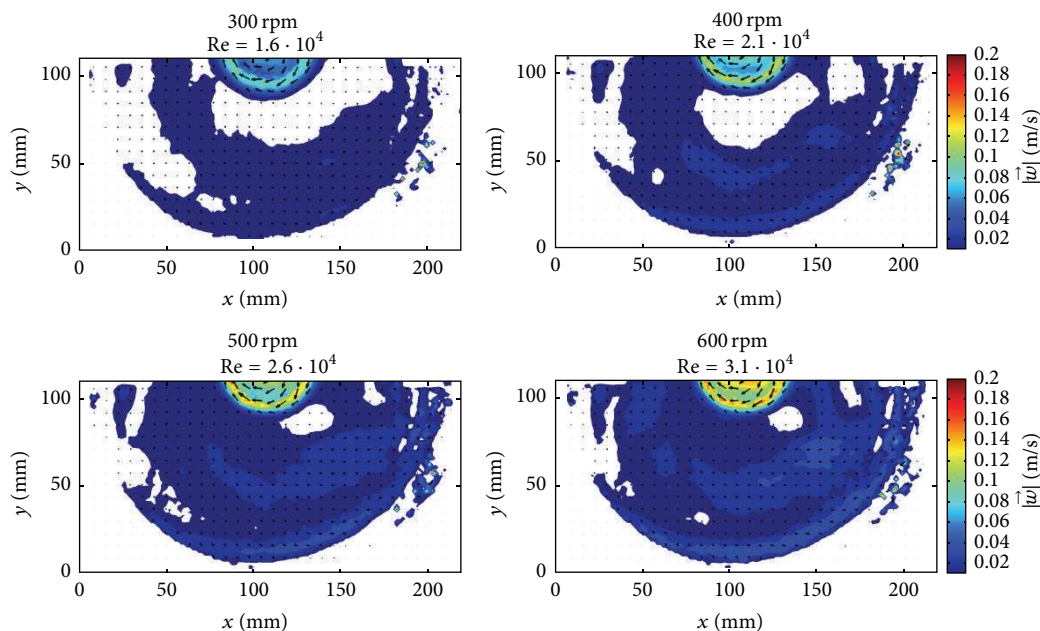 300 rpm
Re = 1.6 · 10⁴
100
50
0
y (mm)
0 50 100 150 200
x (mm)
400 rpm
Re = 2.1 · 10⁴
100
50
0
y (mm)
0 50 100 150 200
x (mm)
0.2
0.18
0.16
0.14
0.12
0.1
0.08
0.06
0.04
0.02
|w⃗| (m/s)
500 rpm
Re = 2.6 · 10⁴
100
50
0
y (mm)
0 50 100 150 200
x (mm)
600 rpm
Re = 3.1 · 10⁴
100
50
0
y (mm)
0 50 100 150 200
x (mm)
0.2
0.18
0.16
0.14
0.12
0.1
0.08
0.06
0.04
0.02
|w⃗| (m/s)